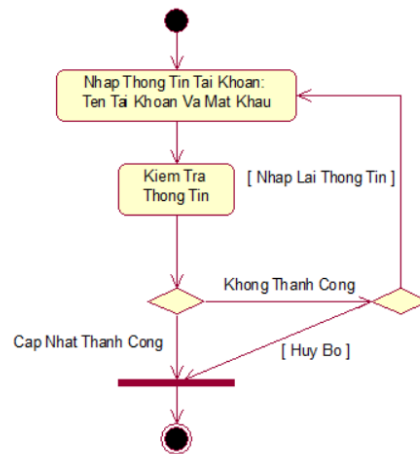 Nhap Thong Tin Tai Khoan:
Ten Tai Khoan Va Mat Khau
Kiem Tra
Thong Tin
[ Nhap Lai Thong Tin ]
Khong Thanh Cong
Cap Nhat Thanh Cong
[ Huy Bo ]